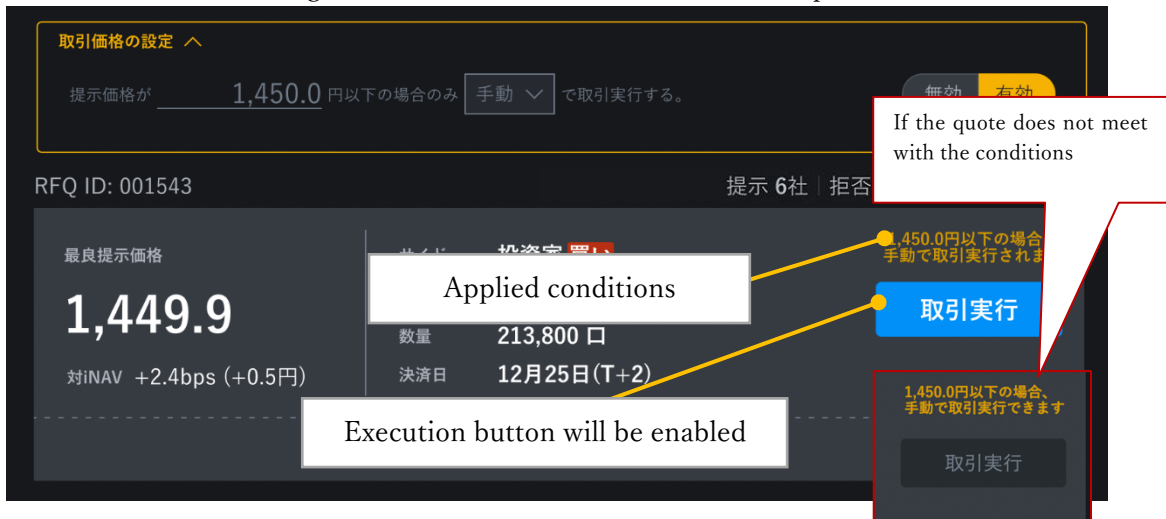 取引価格の設定
提示価格が 1,450.0 円以下の場合のみ 手動 で取引実行する。
無効 有効
If the quote does not meet
with the conditions
RFQ ID: 001543
提示 6社 拒否
最良提示価格
サイド 投資家 買い
1,450.0円以下の場合
手動で取引実行されま
Applied conditions
1,449.9
取引実行
数量 213,800 口
対iNAV +2.4bps (+0.5円)
決済日 12月25日(T+2)
1,450.0円以下の場合、
手動で取引実行できます
Execution button will be enabled
取引実行